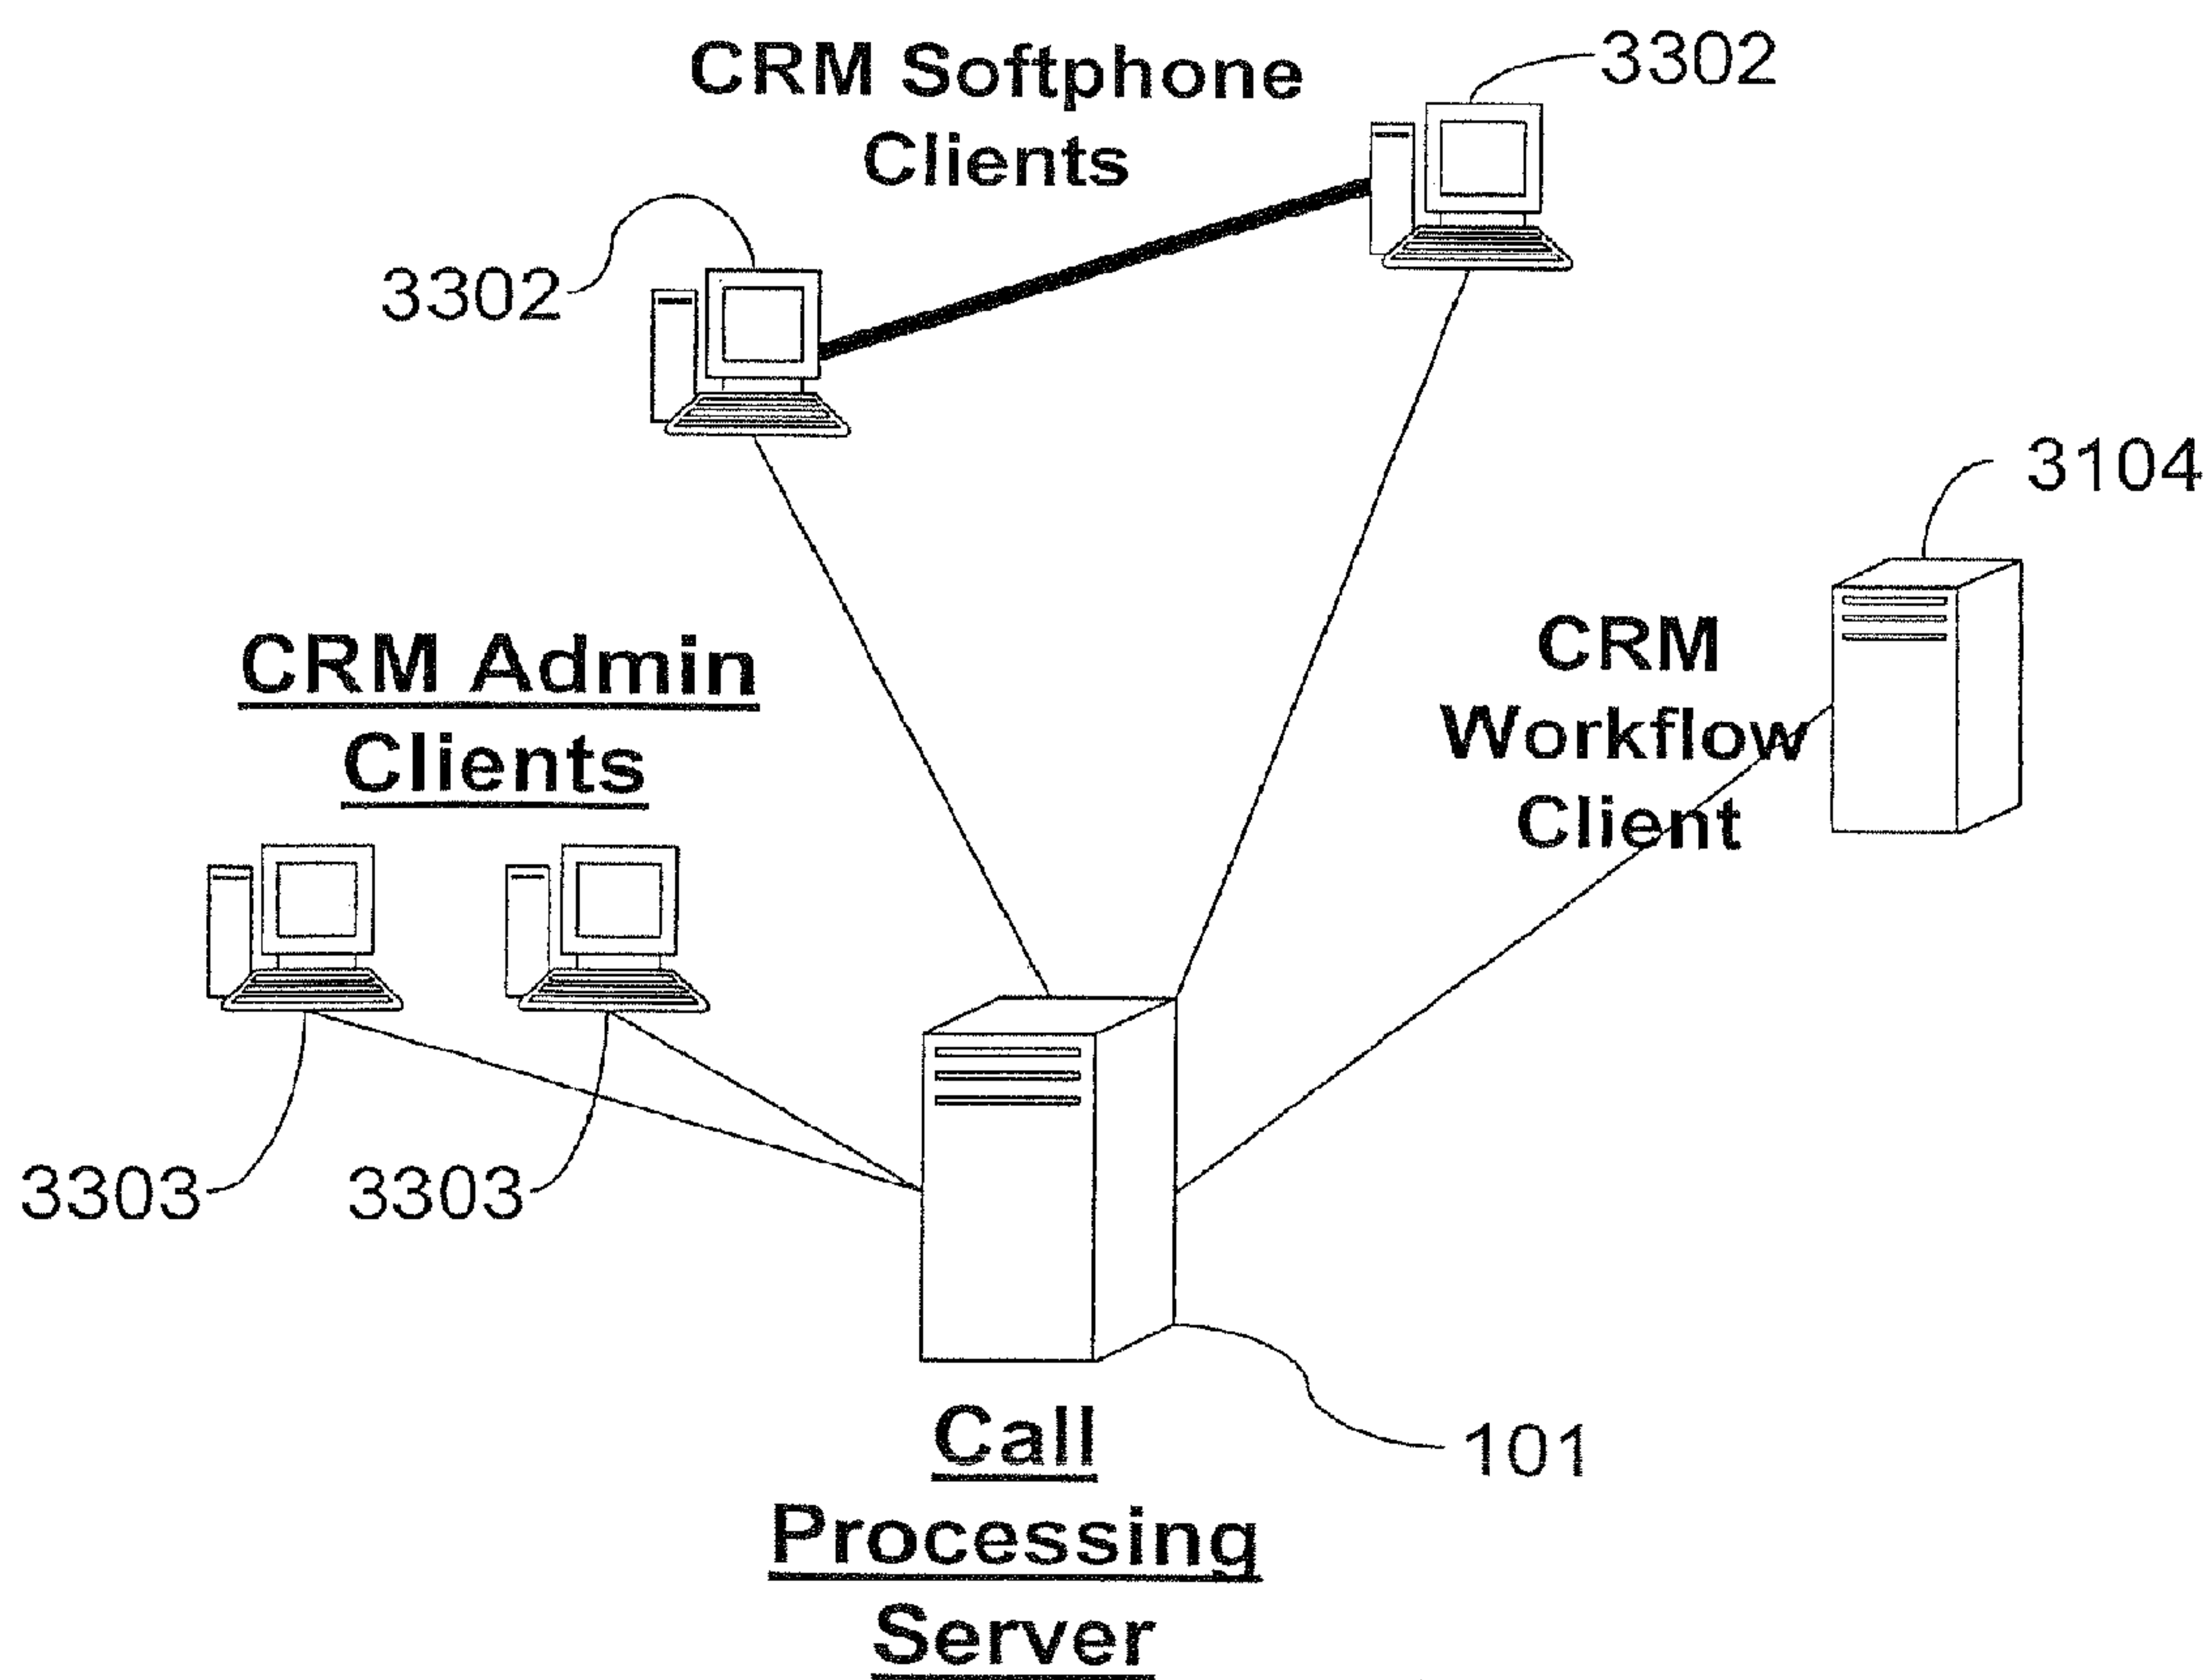 CRM Softphone
Clients
3302
3302
3104
CRM Admin
Clients
CRM
Workflow
Client
3303
3303
101
Call
Processing
Server